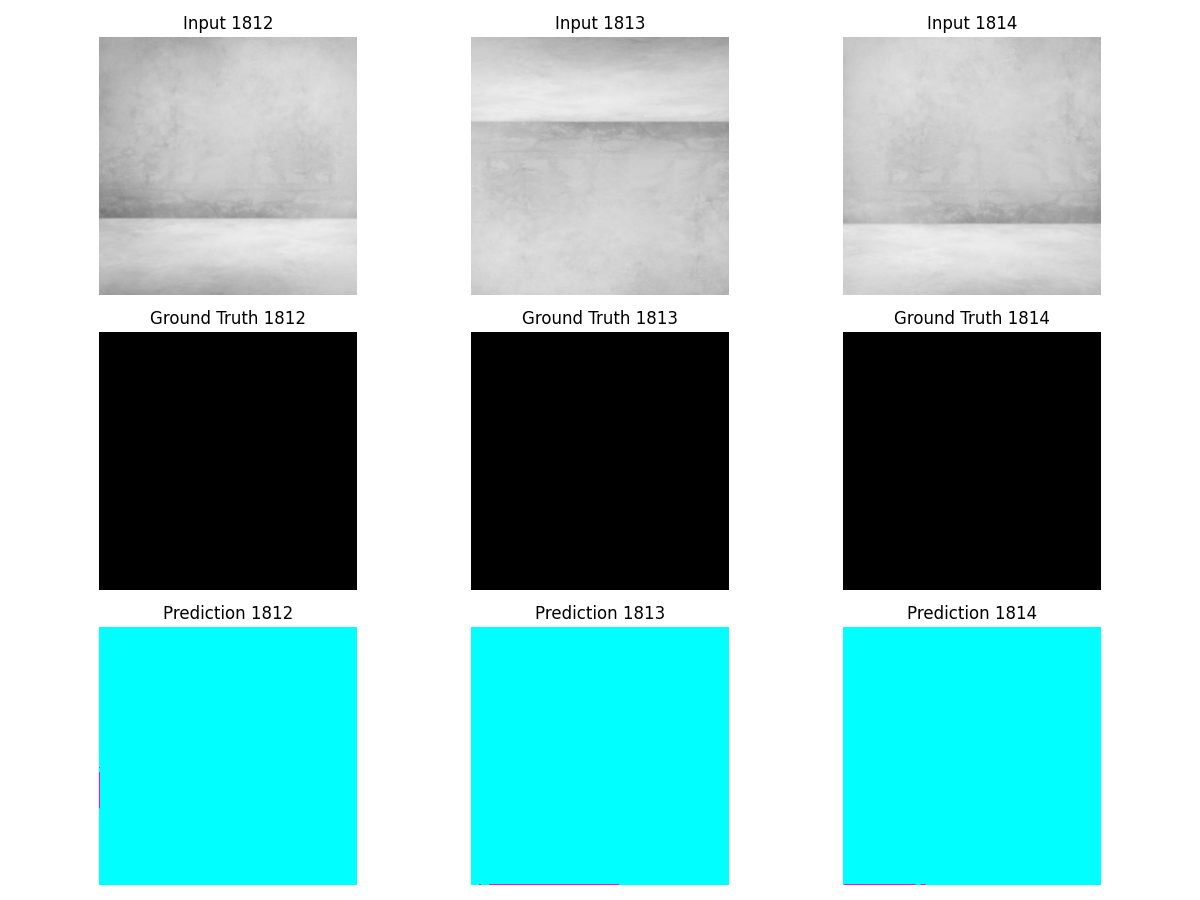 Input 1812
Input 1813
Input 1814
Ground Truth 1812
Ground Truth 1813
Ground Truth 1814
Prediction 1812
Prediction 1813
Prediction 1814